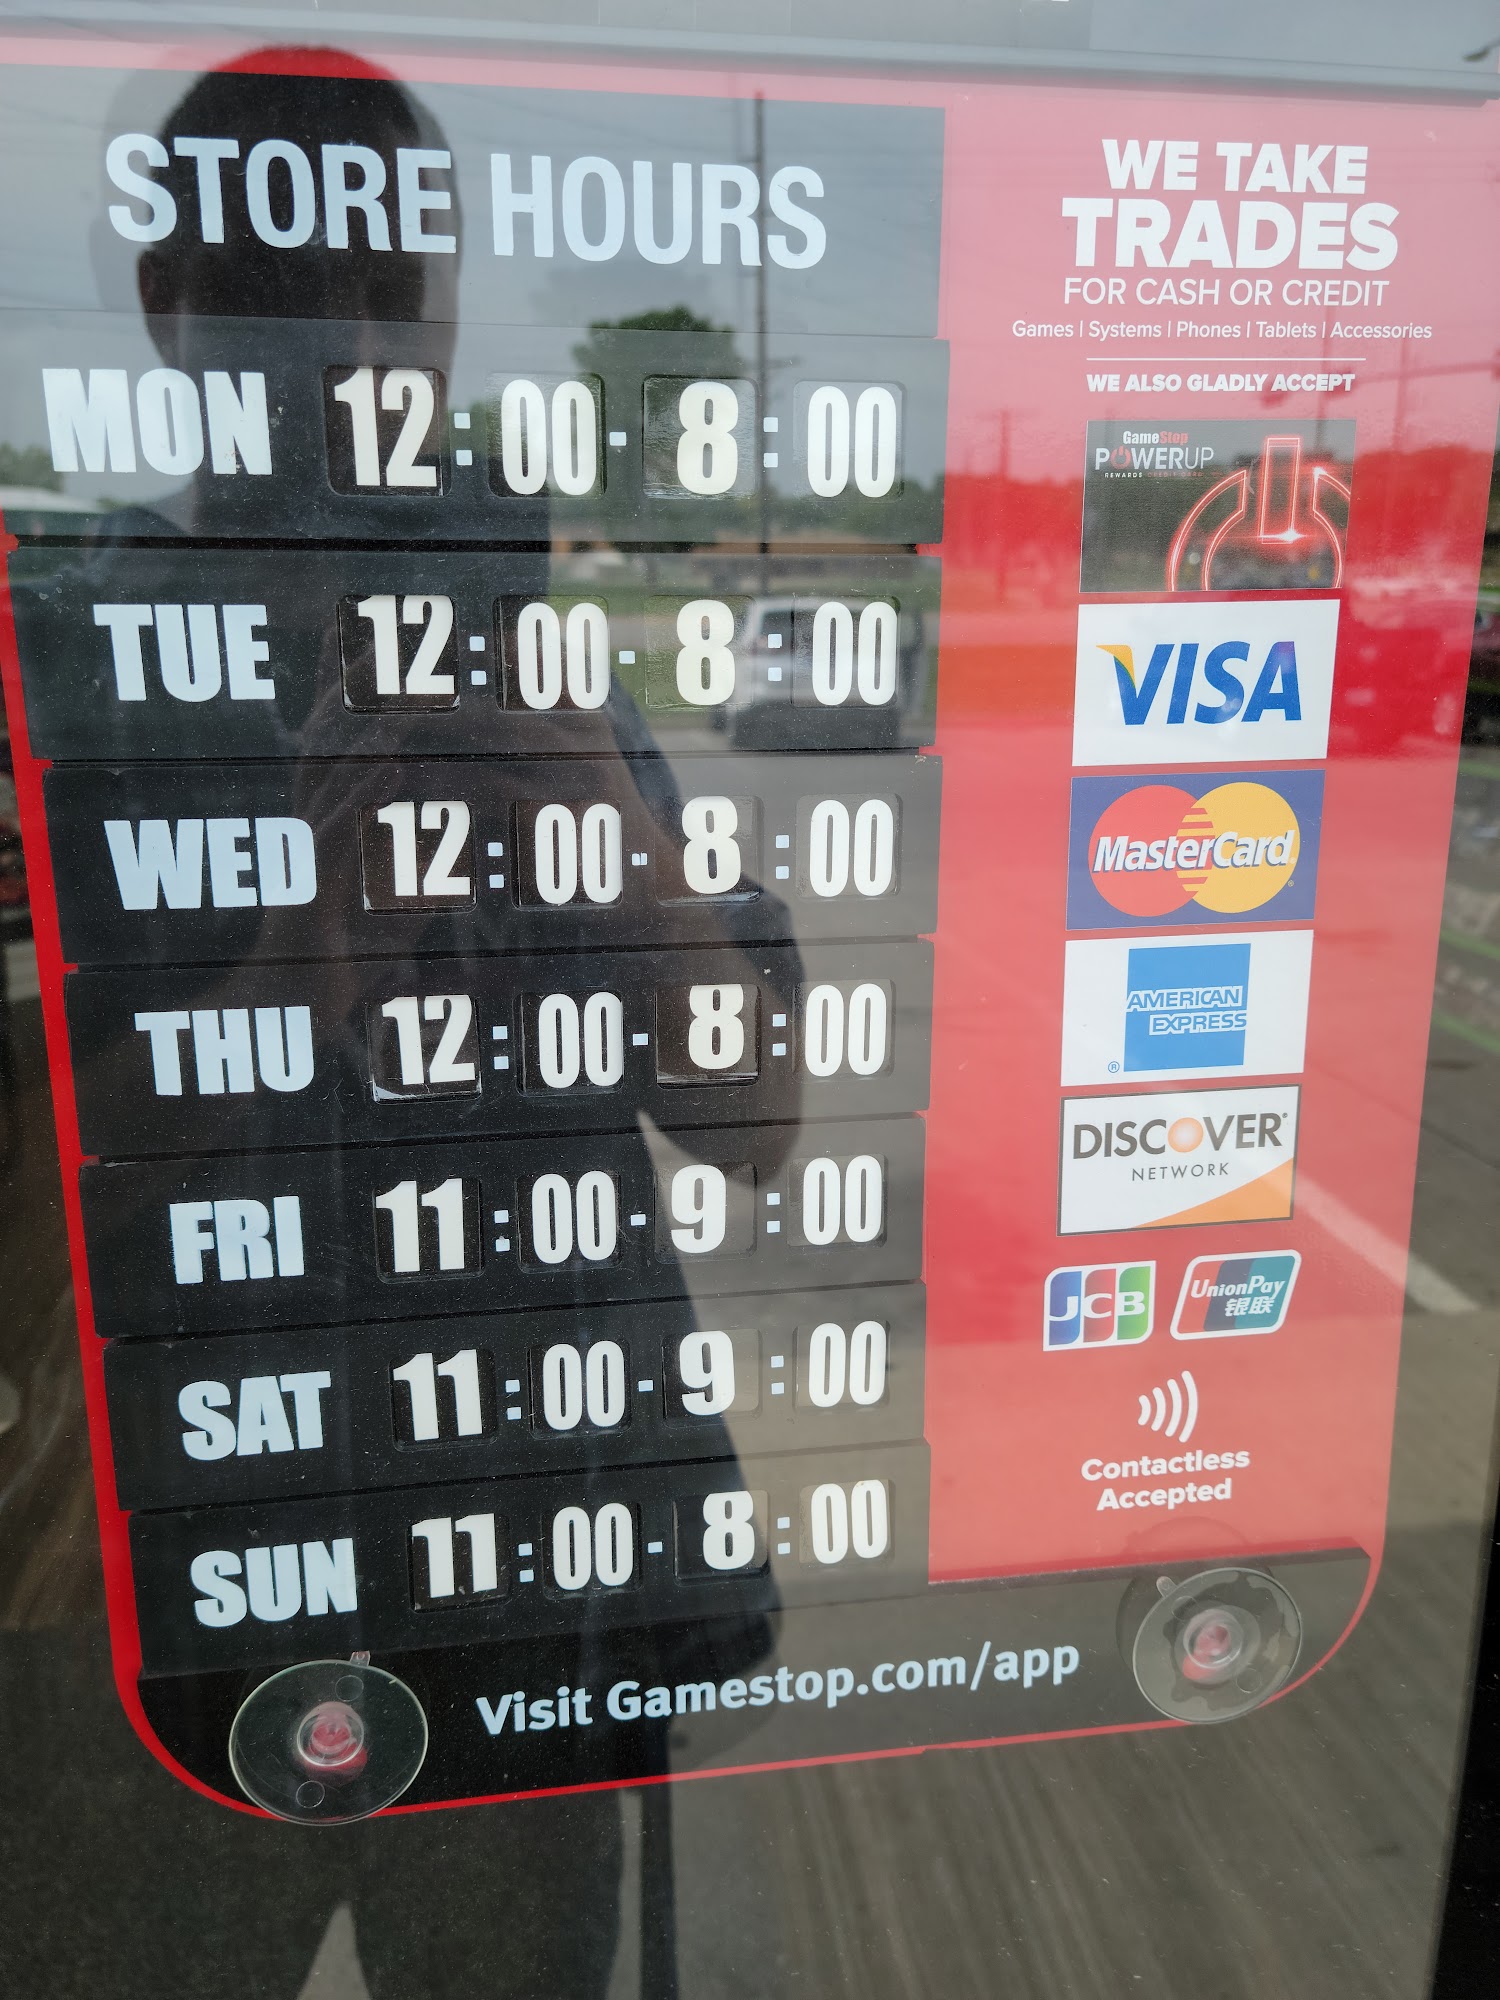 STORE HOURS
MON 12:00-8:00
TUE 12:00-8:00
WED 12:00-8:00
THU 12:00-8:00
FRI 11:00-9:00
SAT 11:00-9:00
SUN 11:00-8:00
Visit Gamestop.com/app
WE TAKE
TRADES
FOR CASH OR CREDIT
Games | Systems | Phones | Tablets | Accessories
WE ALSO GLADLY ACCEPT
GameStop
POWERUP
REWARDS CREDIT CARD
VISA
MasterCard®
AMERICAN
EXPRESS
®
DISCOVER®
NETWORK
JCB
UnionPay
银联
Contactless
Accepted